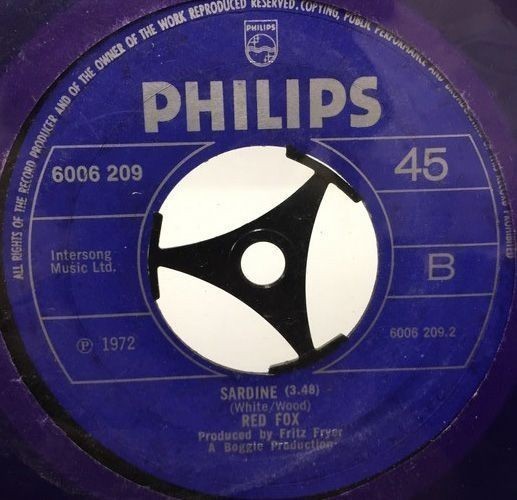 ALL RIGHTS OF THE RECORD PRODUCER AND OF THE OWNER OF THE WORK REPRODUCED RESERVED. COPYING, PUBLIC PERFORMANCE AND
PHILIPS
PHILIPS
6006 209
45
Intersong
Music Ltd.
B
Ⓟ 1972
6006 209.2
SARDINE (3.48)
(White/Wood)
RED FOX
Produced by Fritz Fryer
A Boggle Production